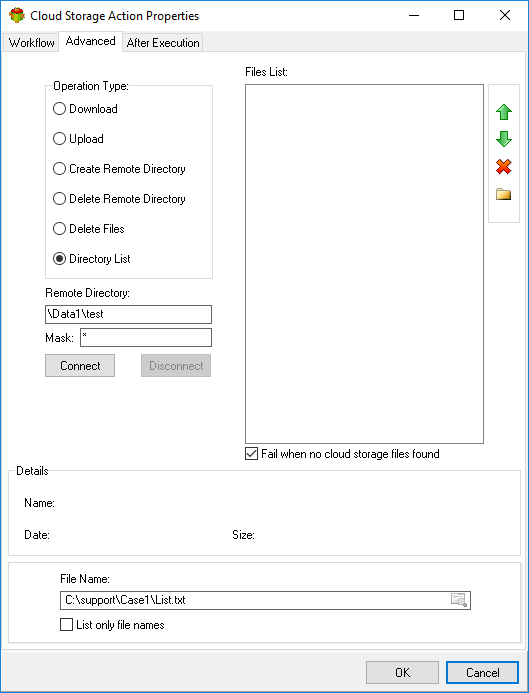 Cloud Storage Action Properties
Workflow
Advanced
After Execution
Operation Type:
Download
Upload
Create Remote Directory
Delete Remote Directory
Delete Files
Directory List
Remote Directory:
\Data1\test
Mask: *
Connect
Disconnect
Files List:
Fail when no cloud storage files found
Details
Name:
Date:
Size:
File Name:
C:\support\Case1\List.txt
List only file names
OK
Cancel